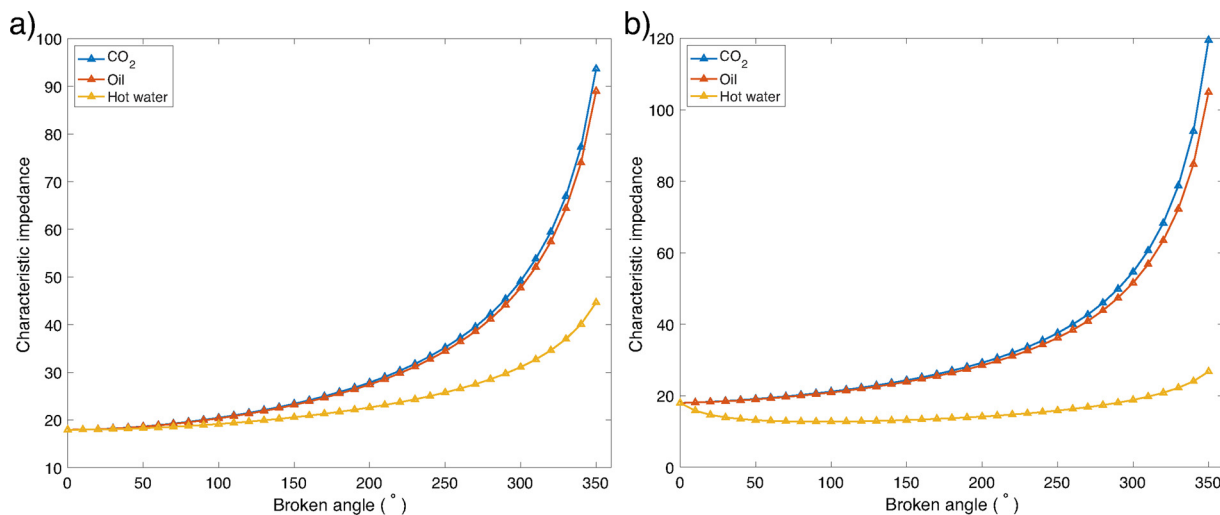 a)
100
90
80
70
60
50
40
30
20
10
Characteristic impedance
CO2
Oil
Hot water
0 50 100 150 200 250 300 350
Broken angle (°)
b)
120
100
80
60
40
20
0
Characteristic impedance
CO2
Oil
Hot water
0 50 100 150 200 250 300 350
Broken angle (°)